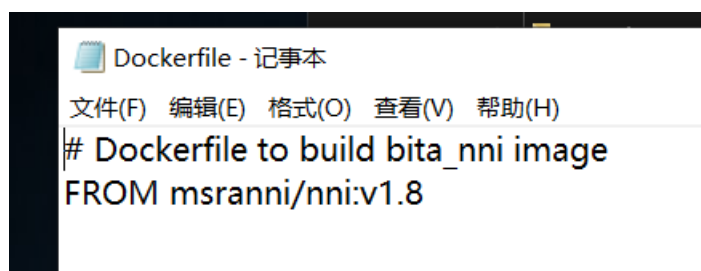 Dockerfile - 记事本
文件(F) 编辑(E) 格式(O) 查看(V) 帮助(H)
# Dockerfile to build bita_nni image
FROM msranni/nni:v1.8